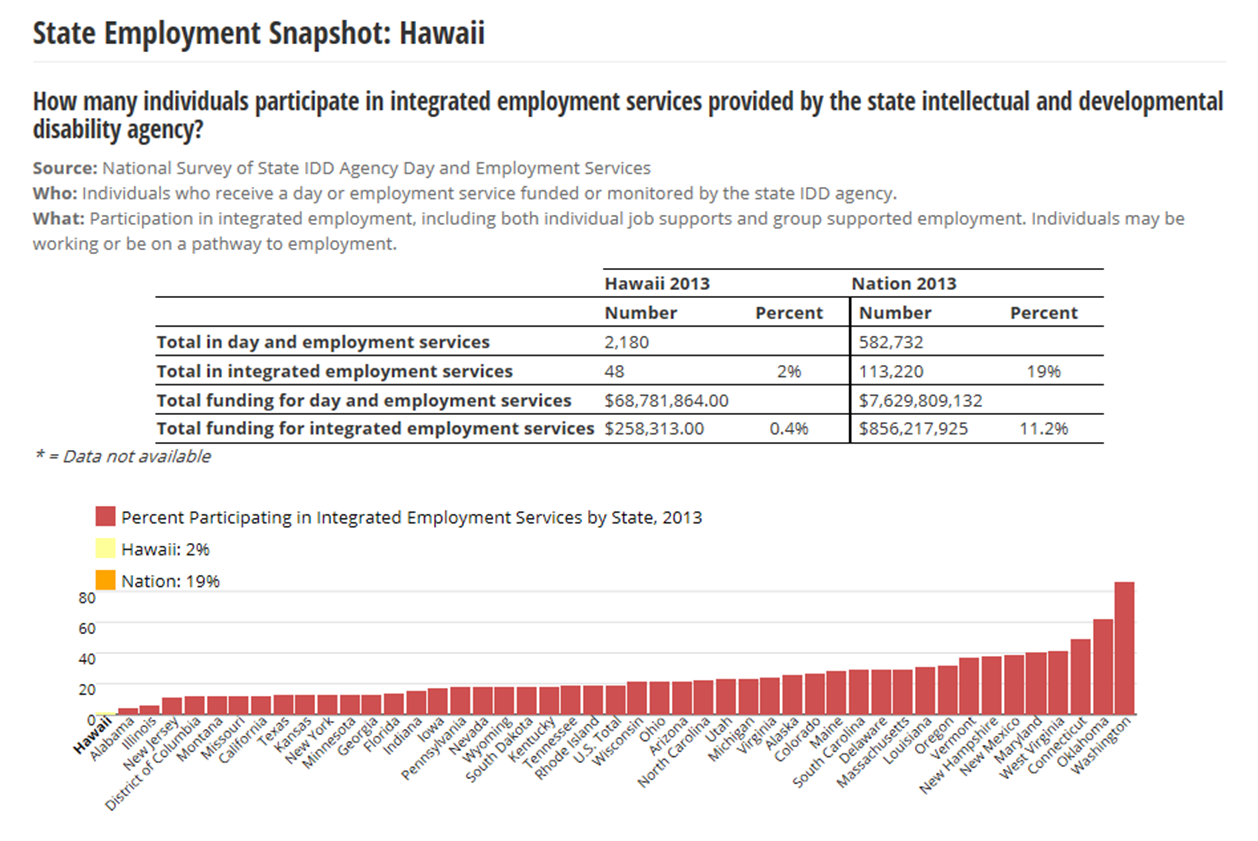 State Employment Snapshot: Hawaii
How many individuals participate in integrated employment services provided by the state intellectual and developmental
disability agency?
Source: National Survey of State IDD Agency Day and Employment Services
Who: Individuals who receive a day or employment service funded or monitored by the state IDD agency.
What: Participation in integrated employment, including both individual job supports and group supported employment. Individuals may be
working or be on a pathway to employment.
Hawaii 2013 Nation 2013
Number Percent Number Percent
Total in day and employment services 2,180 582,732
Total in integrated employment services 48 2% 113,220 19%
Total funding for day and employment services $68,781,864.00 $7,629,809,132
Total funding for integrated employment services $258,313.00 0.4% $856,217,925 11.2%
* = Data not available
Percent Participating in Integrated Employment Services by State, 2013
Hawaii: 2%
Nation: 19%
80
60
40
20
0
Hawaii
Alabama
Illinois
New Jersey
District of Columbia
Montana
Missouri
California
Texas
Kansas
New York
Minnesota
Georgia
Florida
Indiana
Iowa
Pennsylvania
Nevada
Wyoming
South Dakota
Kentucky
Tennessee
Rhode Island
U.S. Total
Wisconsin
Ohio
Arizona
North Carolina
Utah
Michigan
Virginia
Alaska
Colorado
Maine
South Carolina
Delaware
Massachusetts
Louisiana
Oregon
Vermont
New Hampshire
New Mexico
Maryland
West Virginia
Connecticut
Oklahoma
Washington